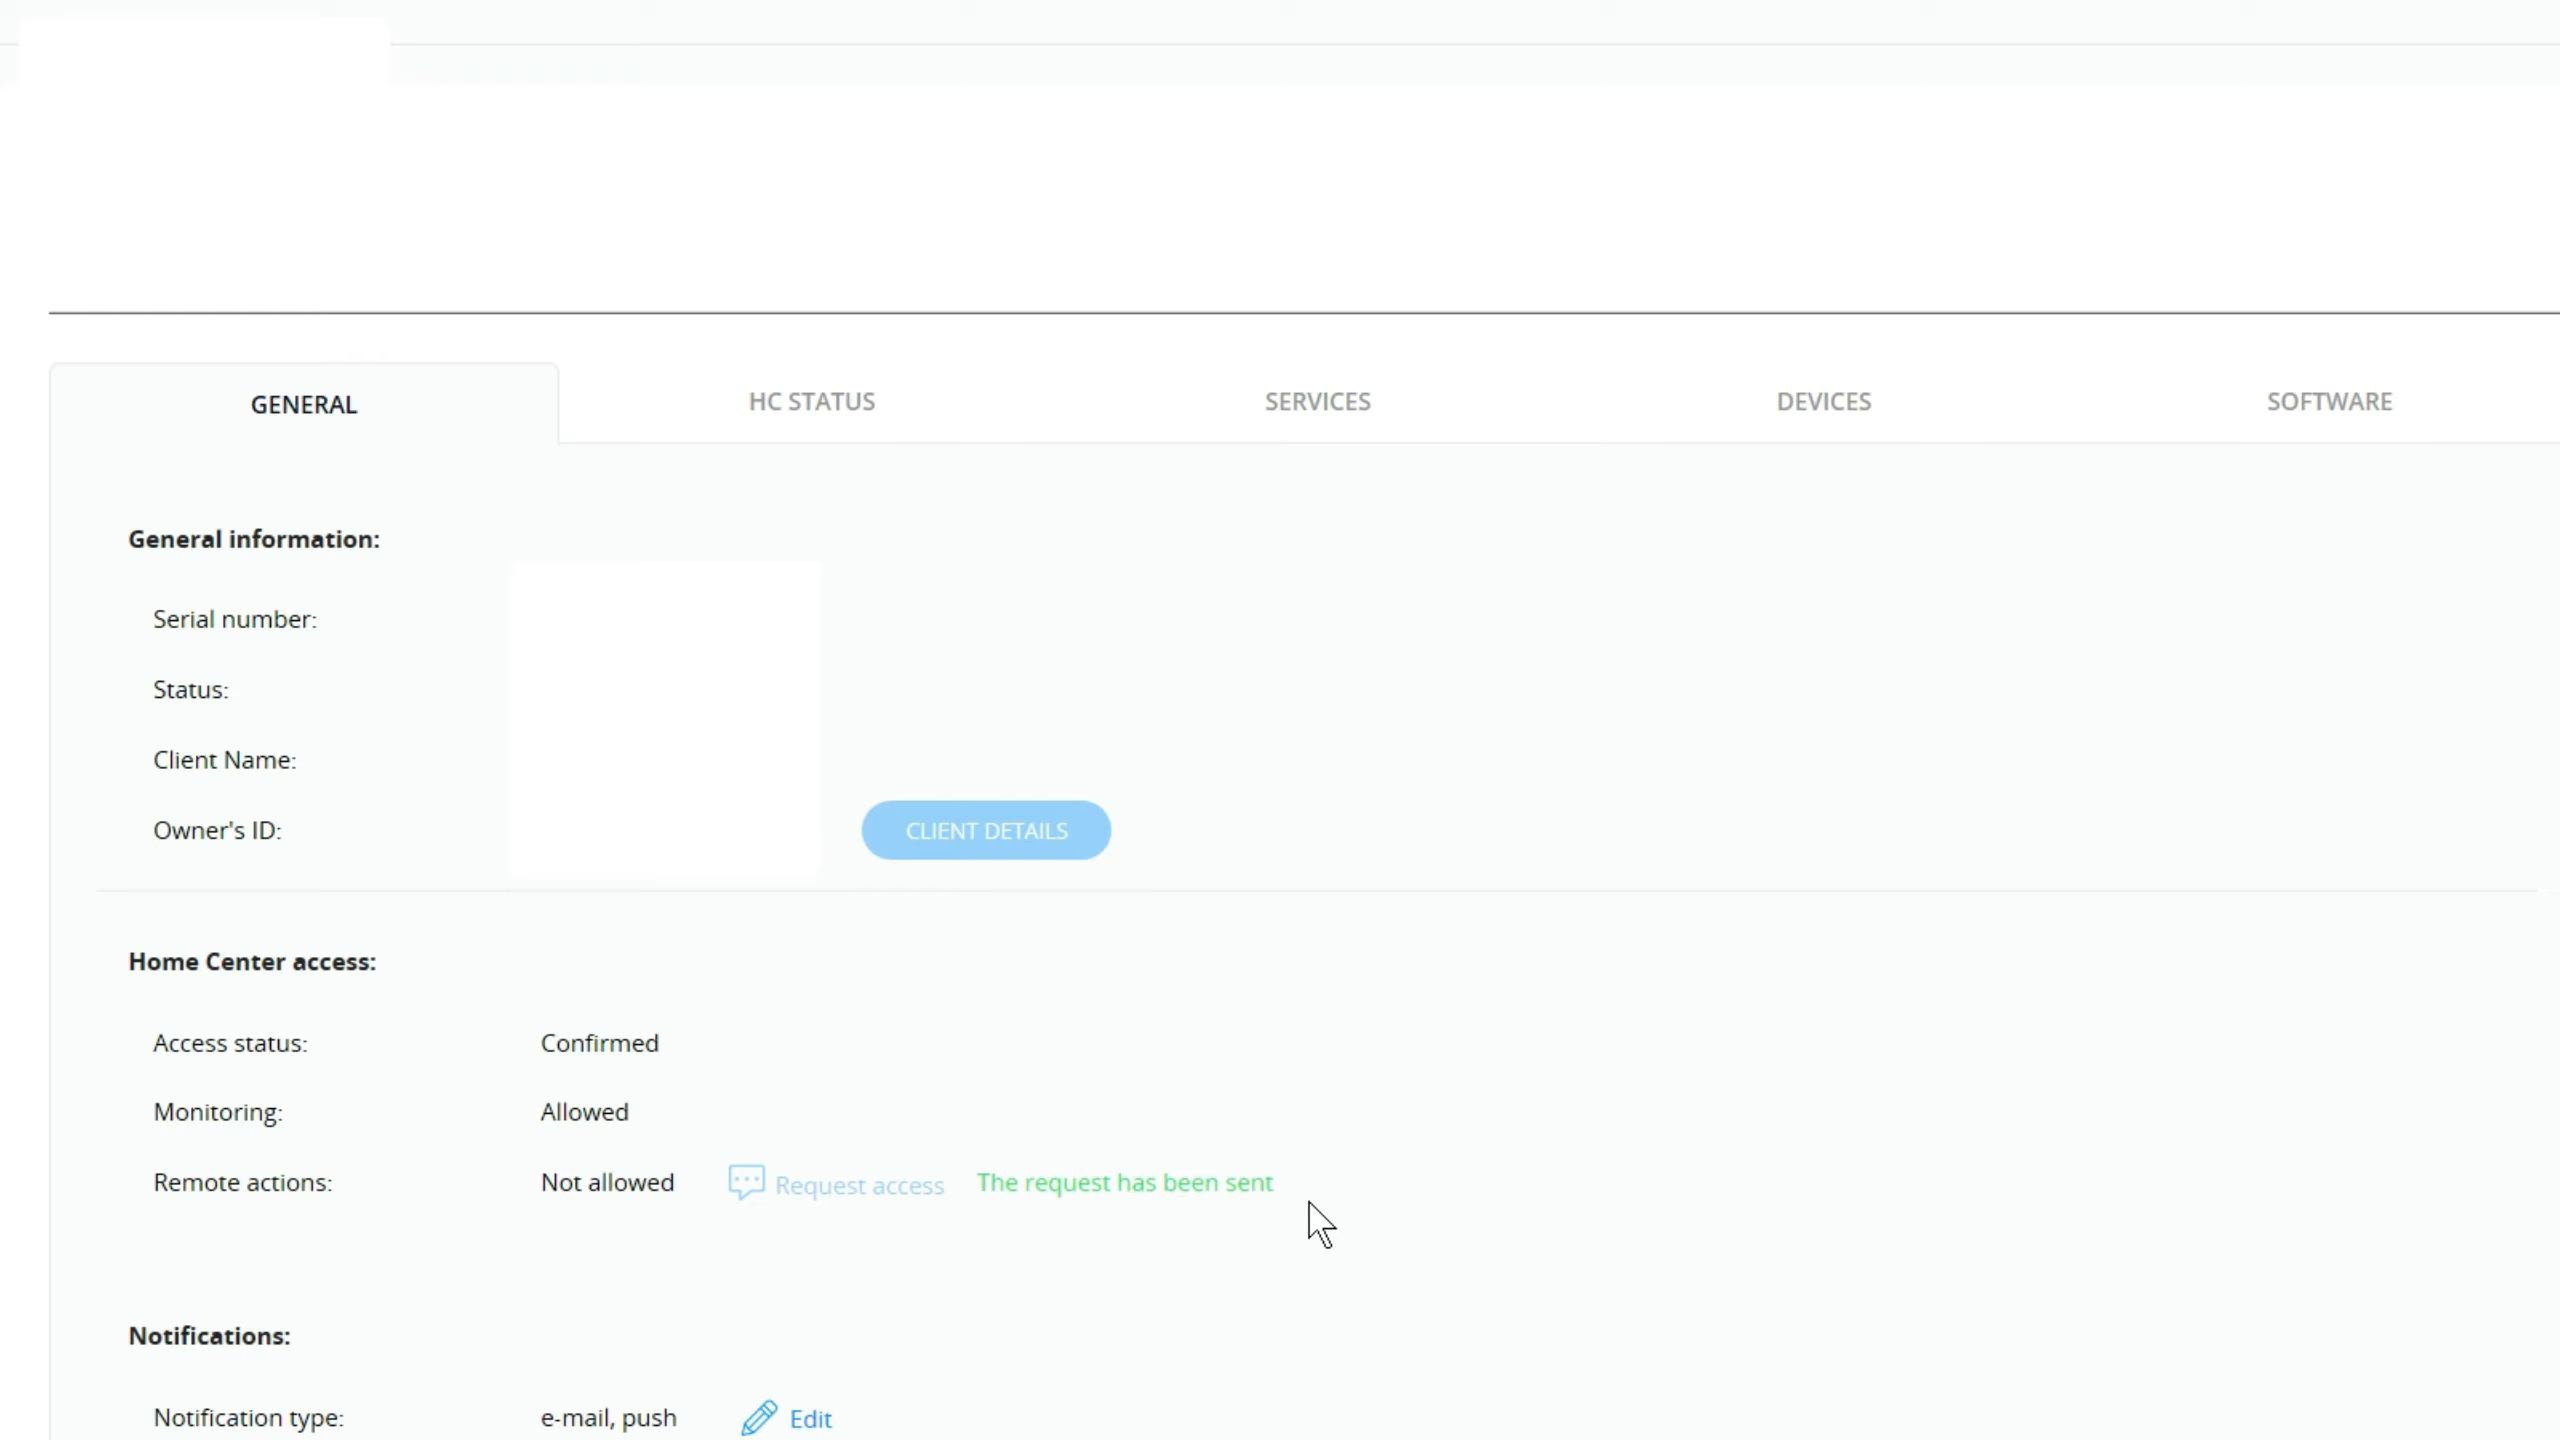 GENERAL HC STATUS SERVICES DEVICES SOFTWARE
General information:
Serial number:
Status:
Client Name:
Owner's ID: CLIENT DETAILS
Home Center access:
Access status: Confirmed
Monitoring: Allowed
Remote actions: Not allowed Request access The request has been sent
Notifications:
Notification type: e-mail, push Edit